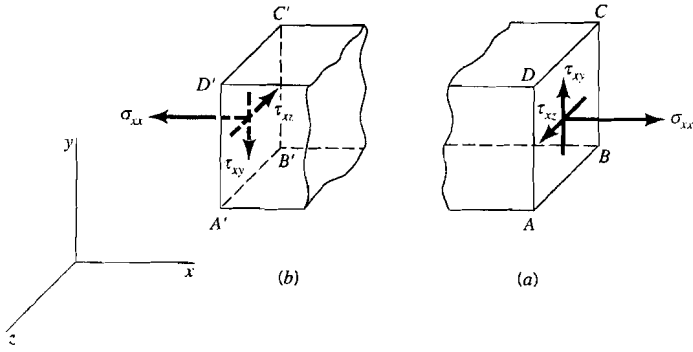 C′
C
D′
D
τxy
σxx
τxz
τxz
σxx
y
B′
B
τxy
A′
A
x
(b)
(a)
z